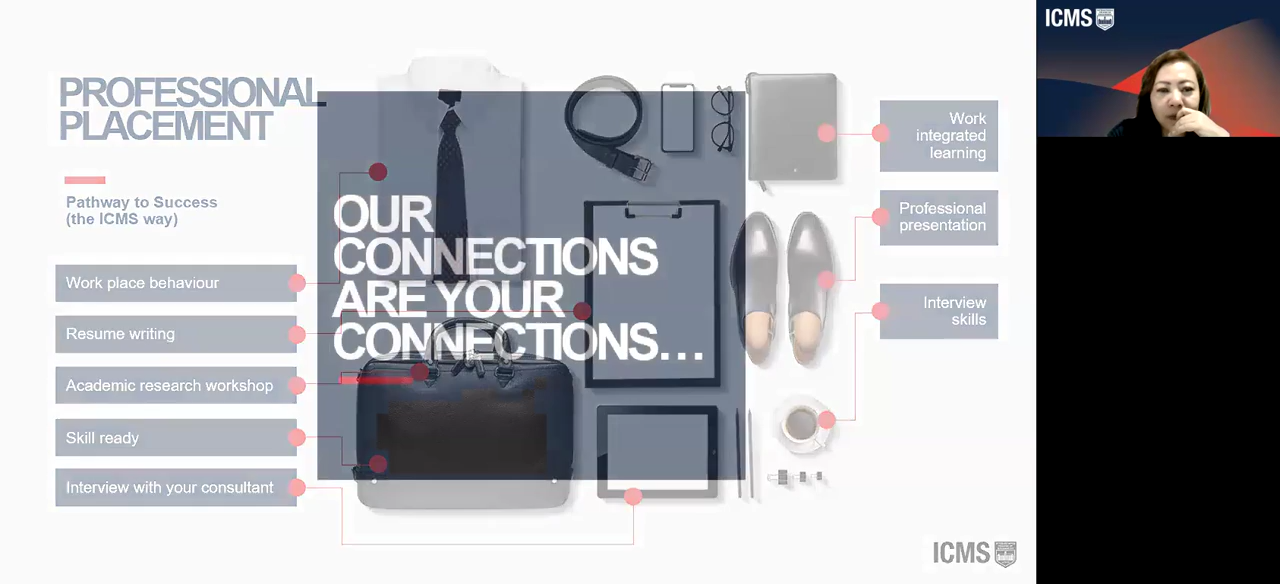 PROFESSIONAL
PLACEMENT
Pathway to Success
(the ICMS way)
Work place behaviour
Resume writing
Academic research workshop
Skill ready
Interview with your consultant
OUR
CONNECTIONS
ARE YOUR
CONNECTIONS...
Work
integrated
learning
Professional
presentation
Interview
skills
ICMS
ICMS